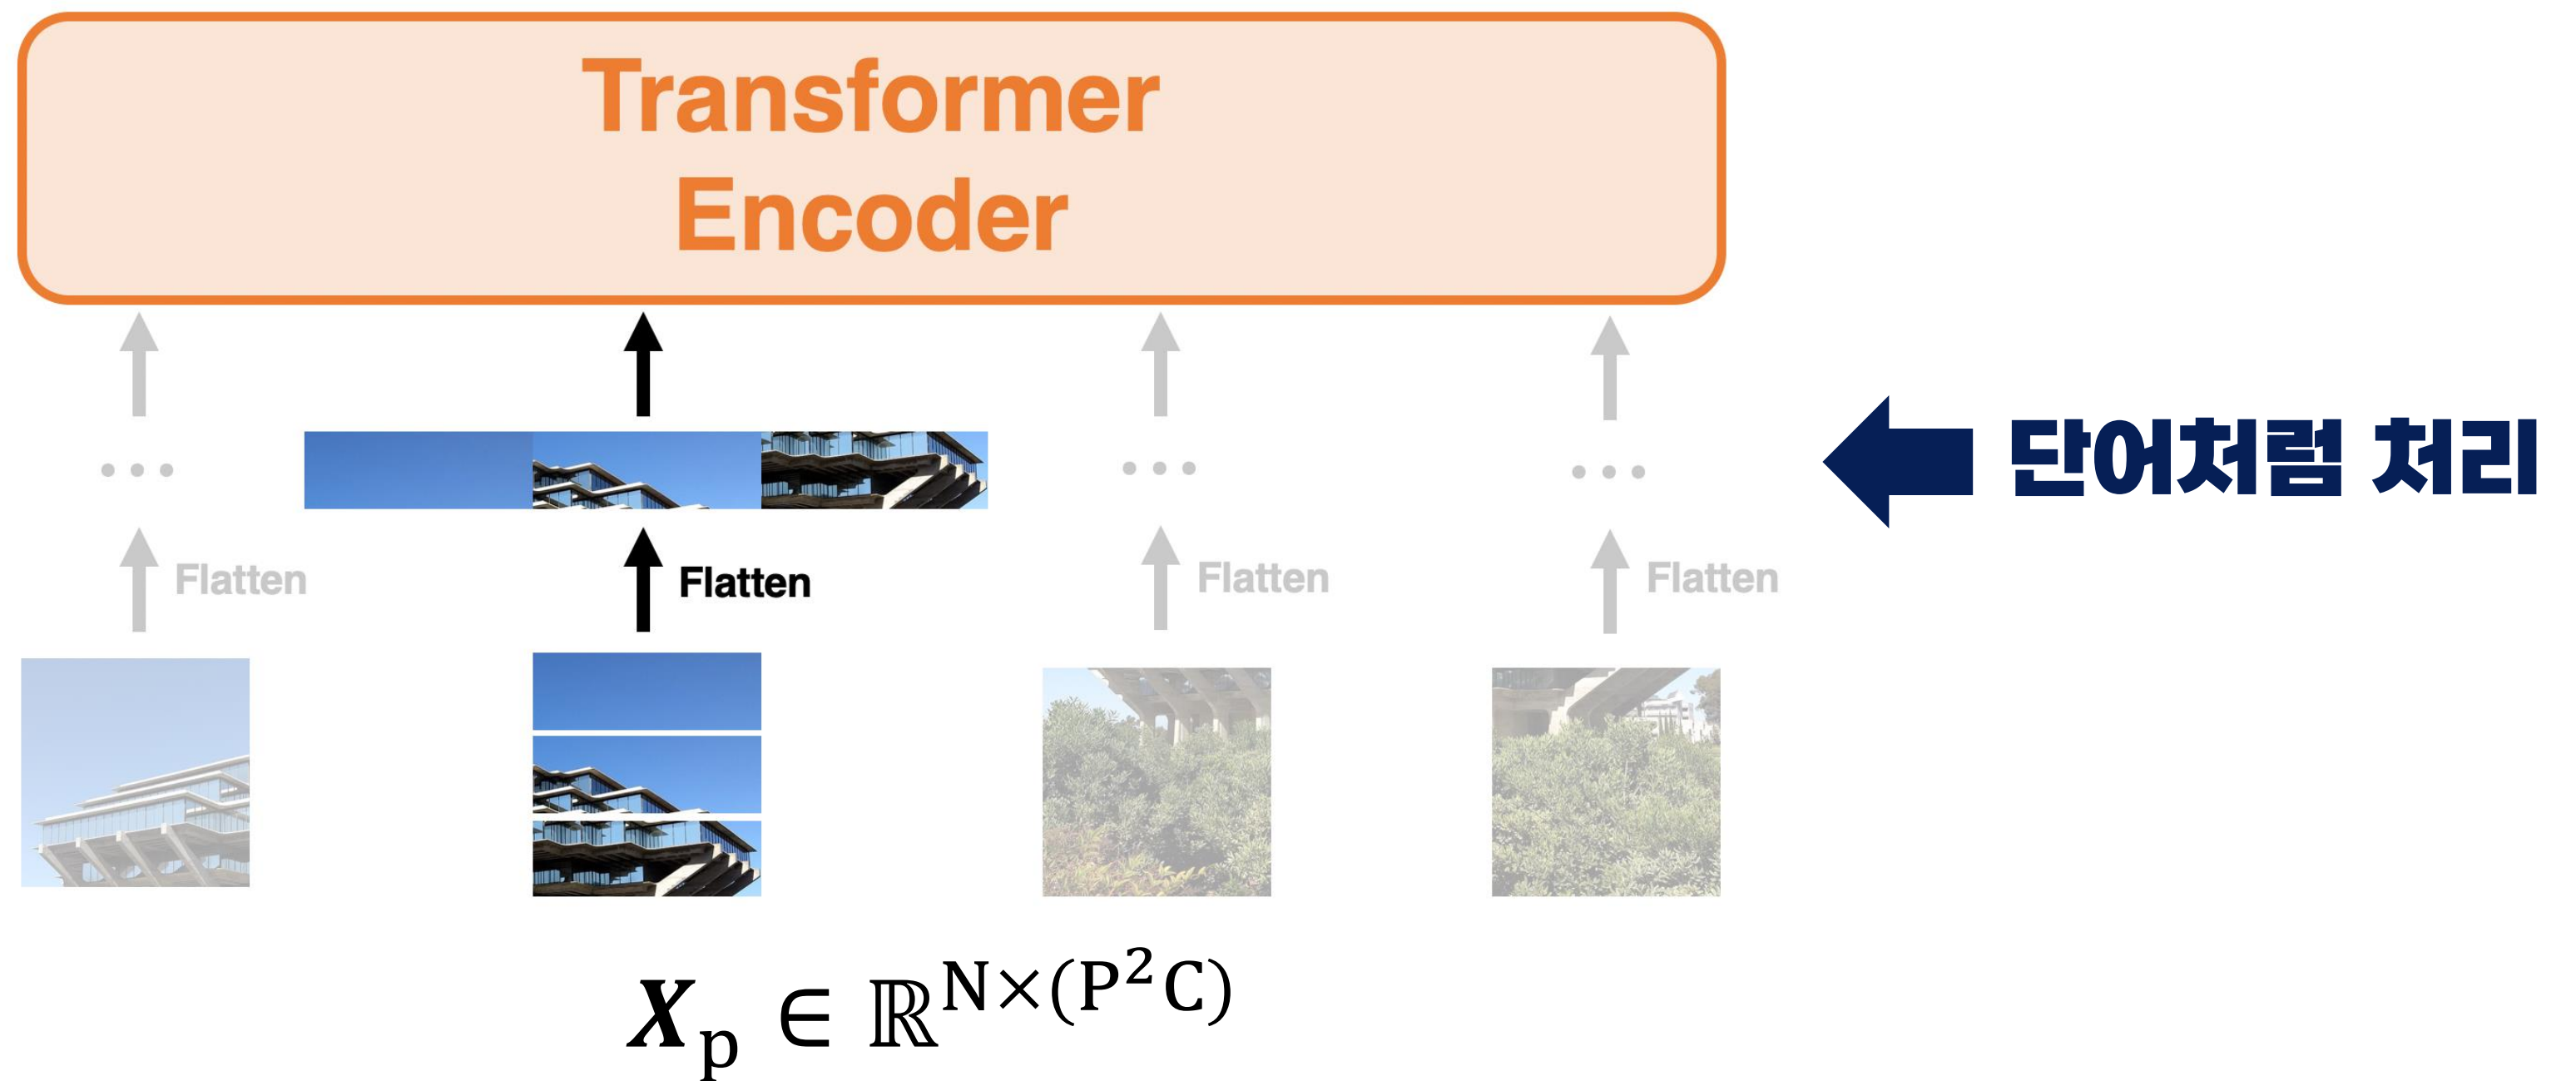 Transformer
Encoder
단어처럼 처리
Flatten
Flatten
Flatten
Flatten
X_p ∈ ℝ^{N×(P²C)}